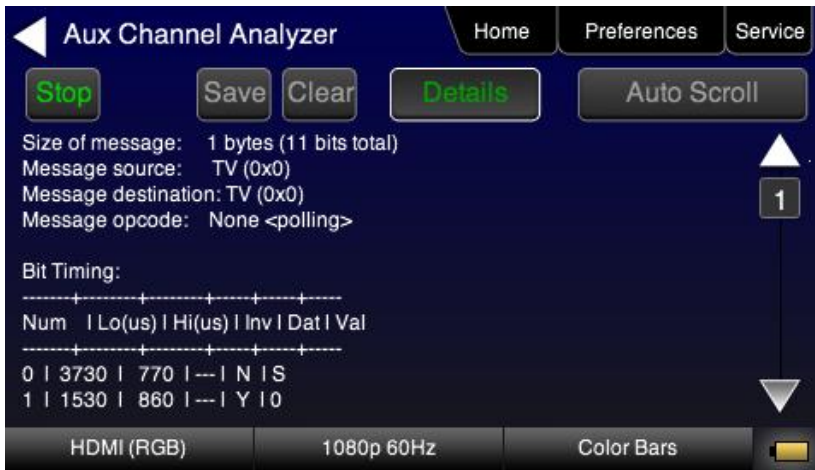 Aux Channel Analyzer Home Preferences Service
Stop Save Clear Details Auto Scroll
Size of message: 1 bytes (11 bits total)
Message source: TV (0x0)
Message destination: TV (0x0)
1
Message opcode: None <polling>
Bit Timing:
-------+--------+--------+-----+-----+-----
Num | Lo(us) | Hi(us) | Inv | Dat | Val
-------+--------+--------+-----+-----+-----
0 | 3730 | 770 |---| N |S
1 | 1530 | 860 |---| Y |0
HDMI (RGB) 1080p 60Hz Color Bars